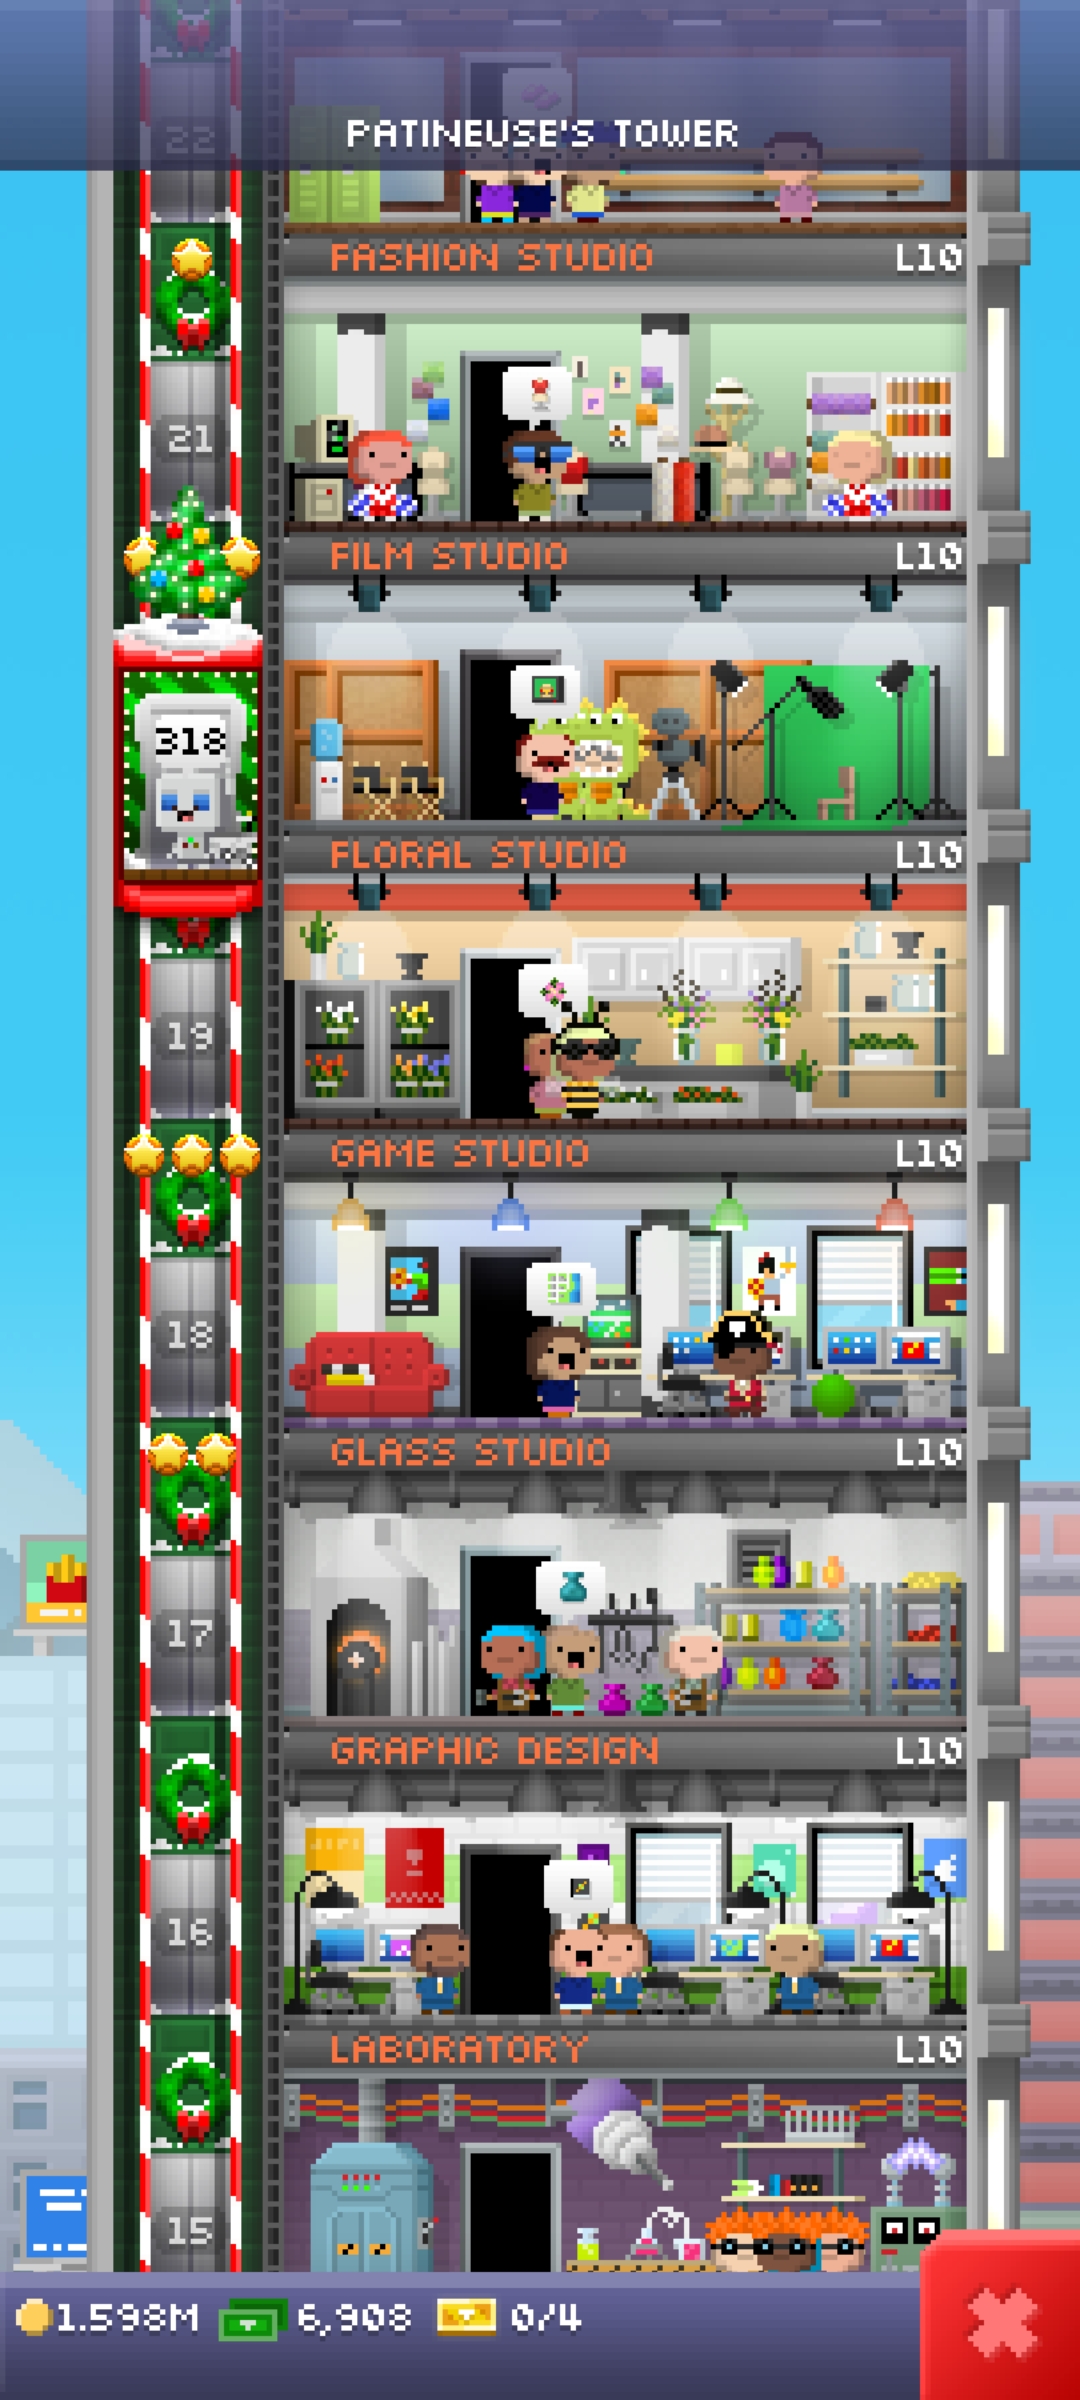 PATINEUSE'S TOWER
22
FASHION STUDIO L10
21
FILM STUDIO L10
318
FLORAL STUDIO L10
19
GAME STUDIO L10
18
GLASS STUDIO L10
17
GRAPHIC DESIGN L10
16
LABORATORY L10
15
1.598M 6,908 0/4